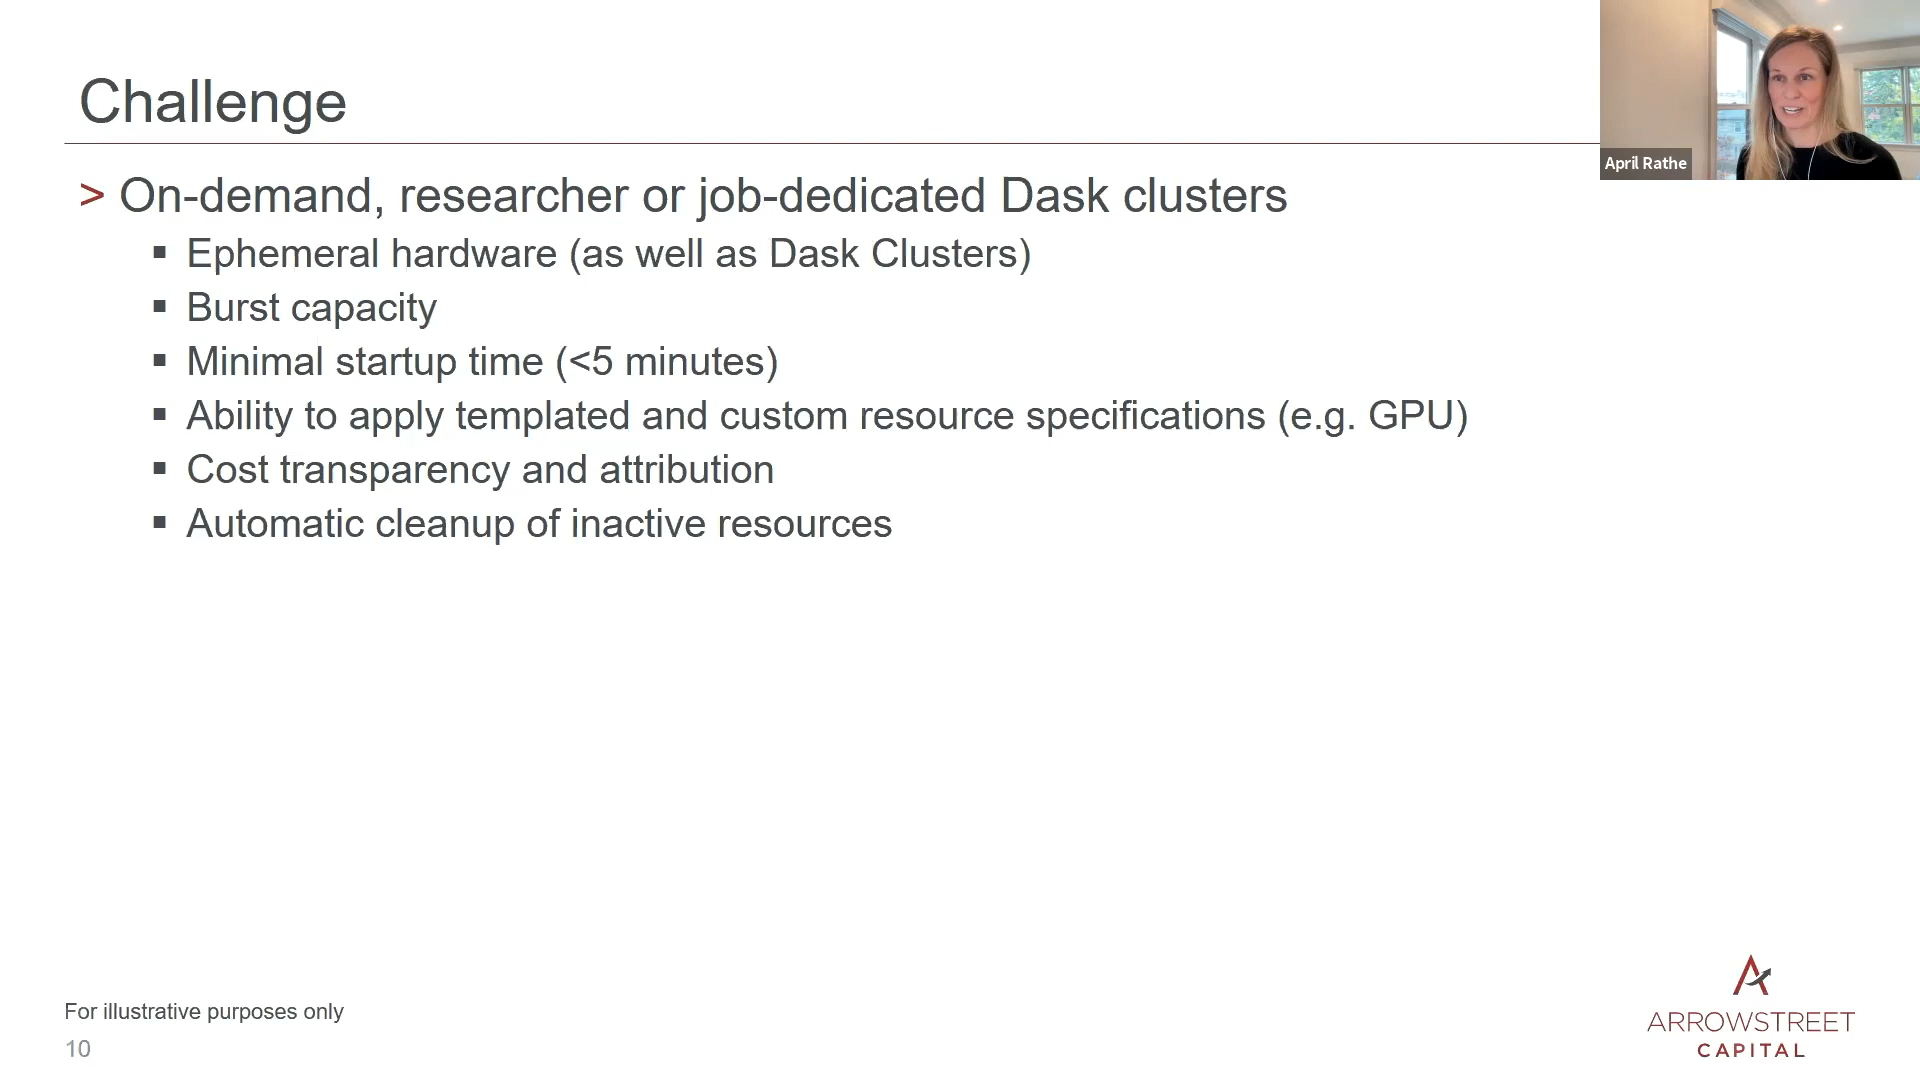 Challenge
April Rathe
> On-demand, researcher or job-dedicated Dask clusters
▪ Ephemeral hardware (as well as Dask Clusters)
▪ Burst capacity
▪ Minimal startup time (<5 minutes)
▪ Ability to apply templated and custom resource specifications (e.g. GPU)
▪ Cost transparency and attribution
▪ Automatic cleanup of inactive resources
For illustrative purposes only
10
ARROWSTREET
CAPITAL